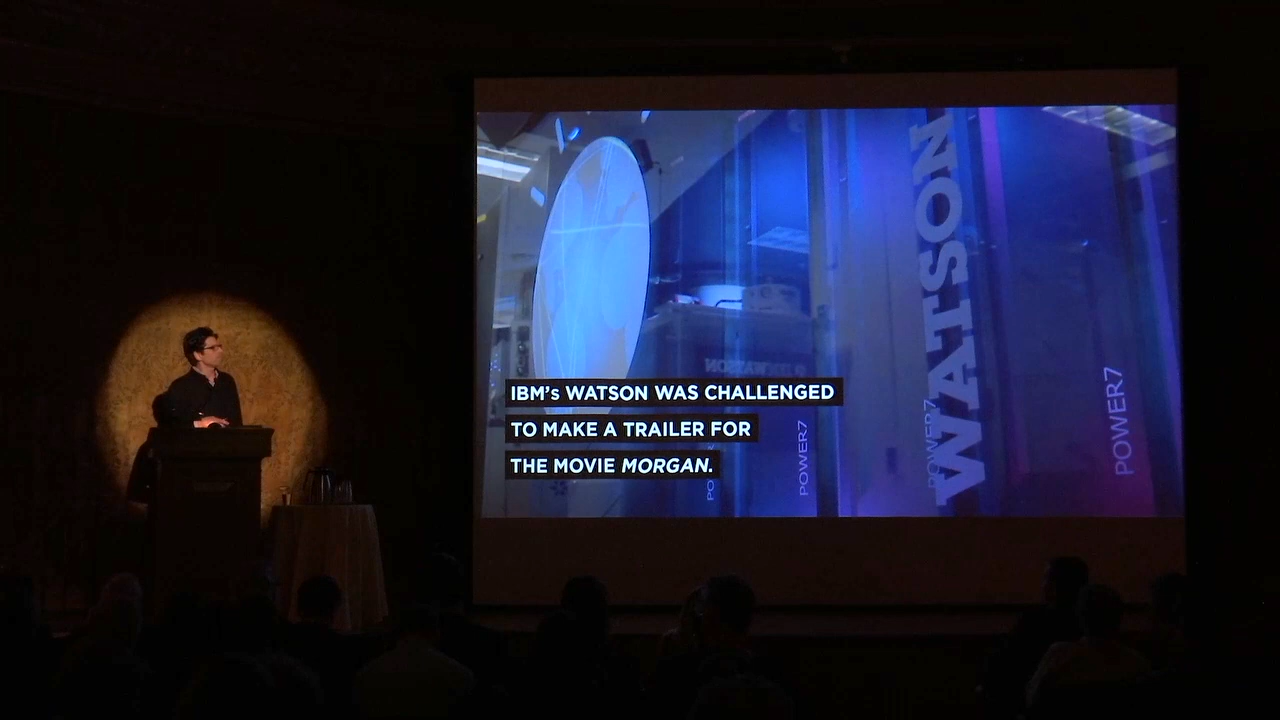 IBM's WATSON WAS CHALLENGED
TO MAKE A TRAILER FOR
THE MOVIE MORGAN.
WATSON
POWER7
POWER7
POWER7